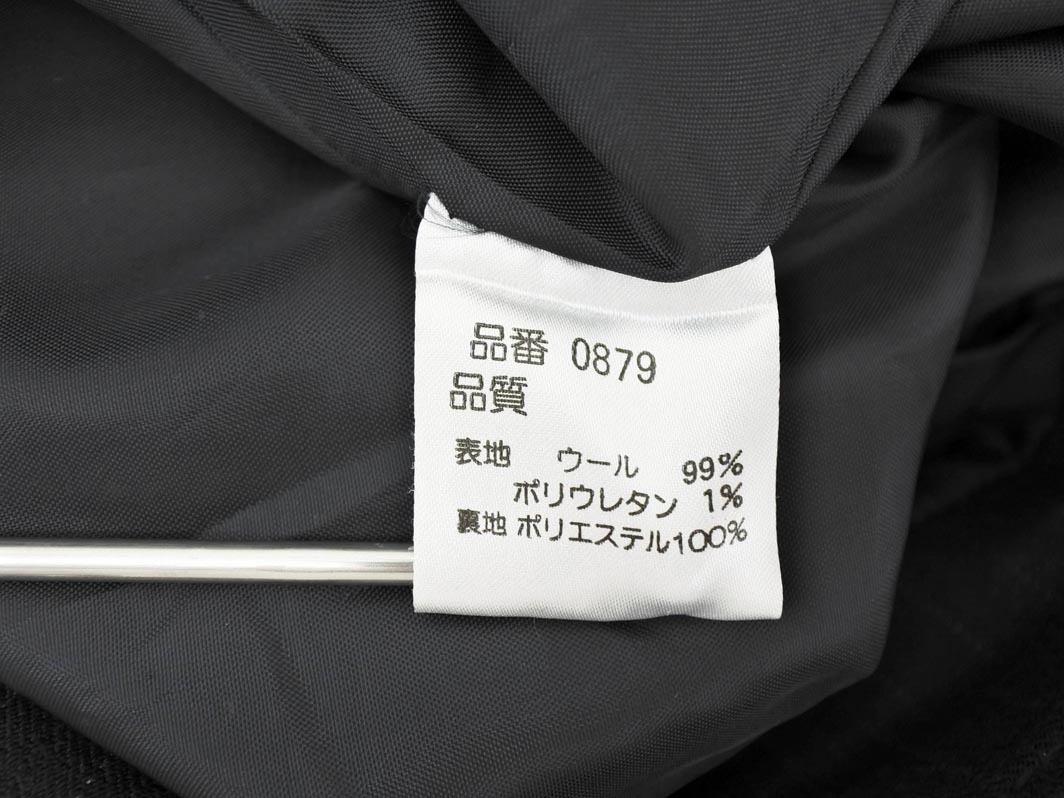 品番 0879
品質
表地 ウール 99%
ポリウレタン 1%
裏地 ポリエステル100%